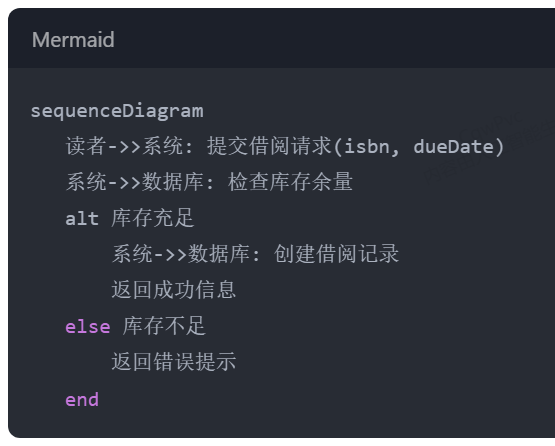 Mermaid
sequenceDiagram
读者->>系统: 提交借阅请求(isbn, dueDate)
系统->>数据库: 检查库存余量
alt 库存充足
系统->>数据库: 创建借阅记录
返回成功信息
else 库存不足
返回错误提示
end